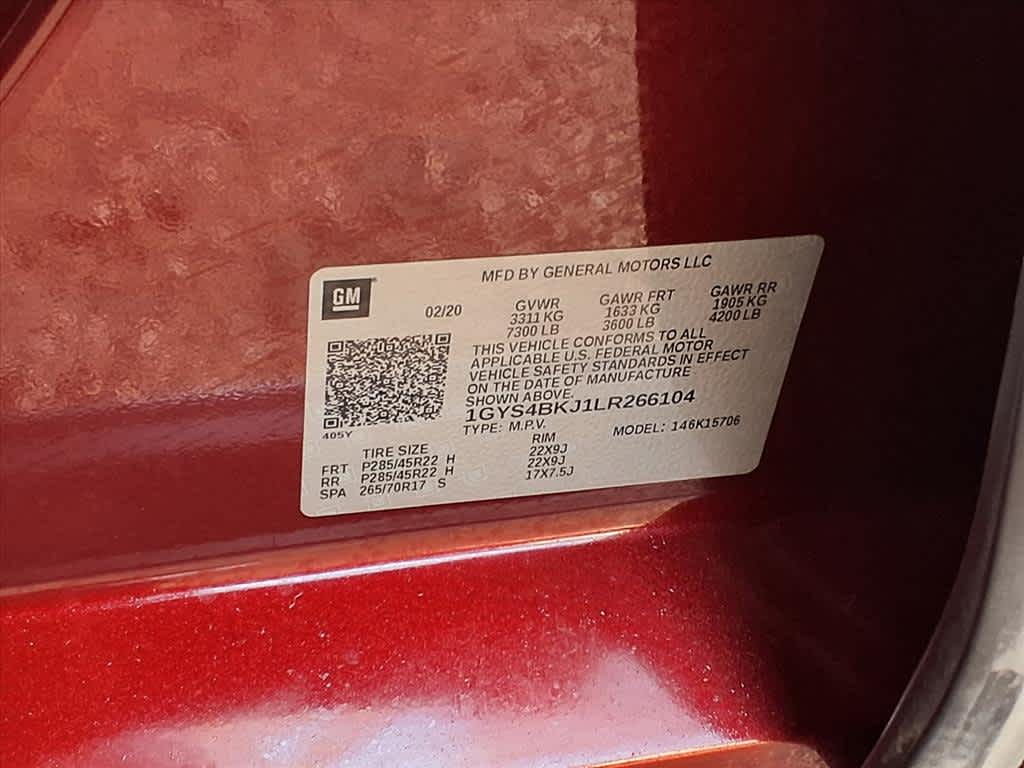 GM
MFD BY GENERAL MOTORS LLC
02/20
GVWR
3311 KG
7300 LB
GAWR FRT
1633 KG
3600 LB
GAWR RR
1905 KG
4200 LB
THIS VEHICLE CONFORMS TO ALL
APPLICABLE U.S. FEDERAL MOTOR
VEHICLE SAFETY STANDARDS IN EFFECT
ON THE DATE OF MANUFACTURE
SHOWN ABOVE.
1GYS4BKJ1LR266104
TYPE: M.P.V. MODEL: 146K15706
405Y
TIRE SIZE RIM
FRT P285/45R22 H 22X9J
RR P285/45R22 H 22X9J
SPA 265/70R17 S 17X7.5J